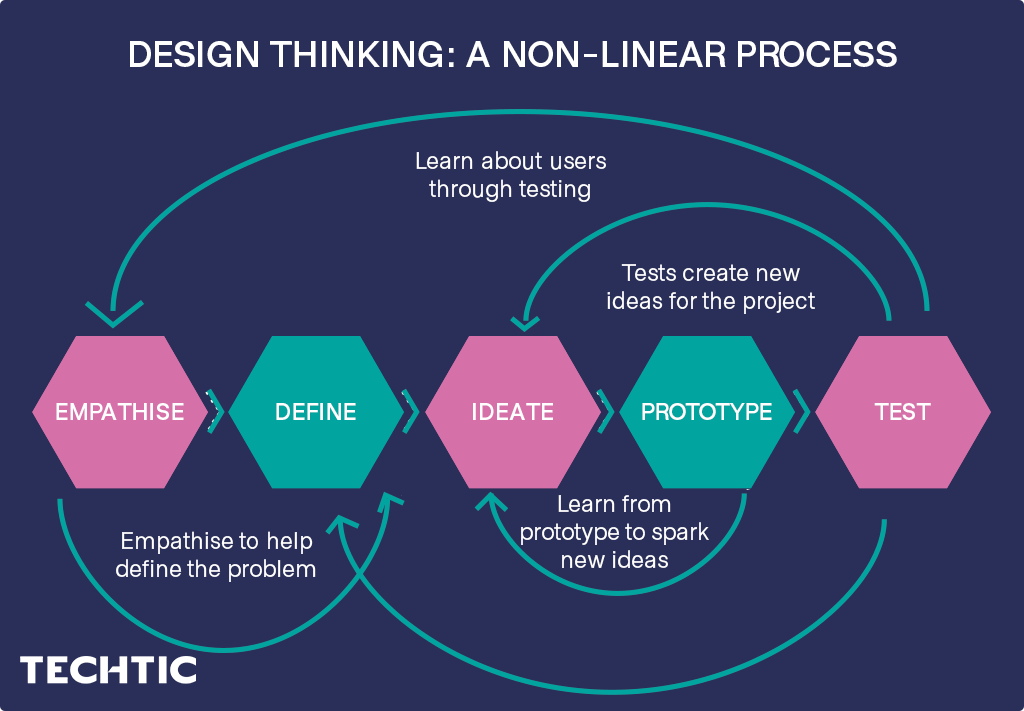 DESIGN THINKING: A NON-LINEAR PROCESS
Learn about users
through testing
Tests create new
ideas for the project
EMPATHISE
DEFINE
IDEATE
PROTOTYPE
TEST
Empathise to help
define the problem
Learn from
prototype to spark
new ideas
TECHTIC